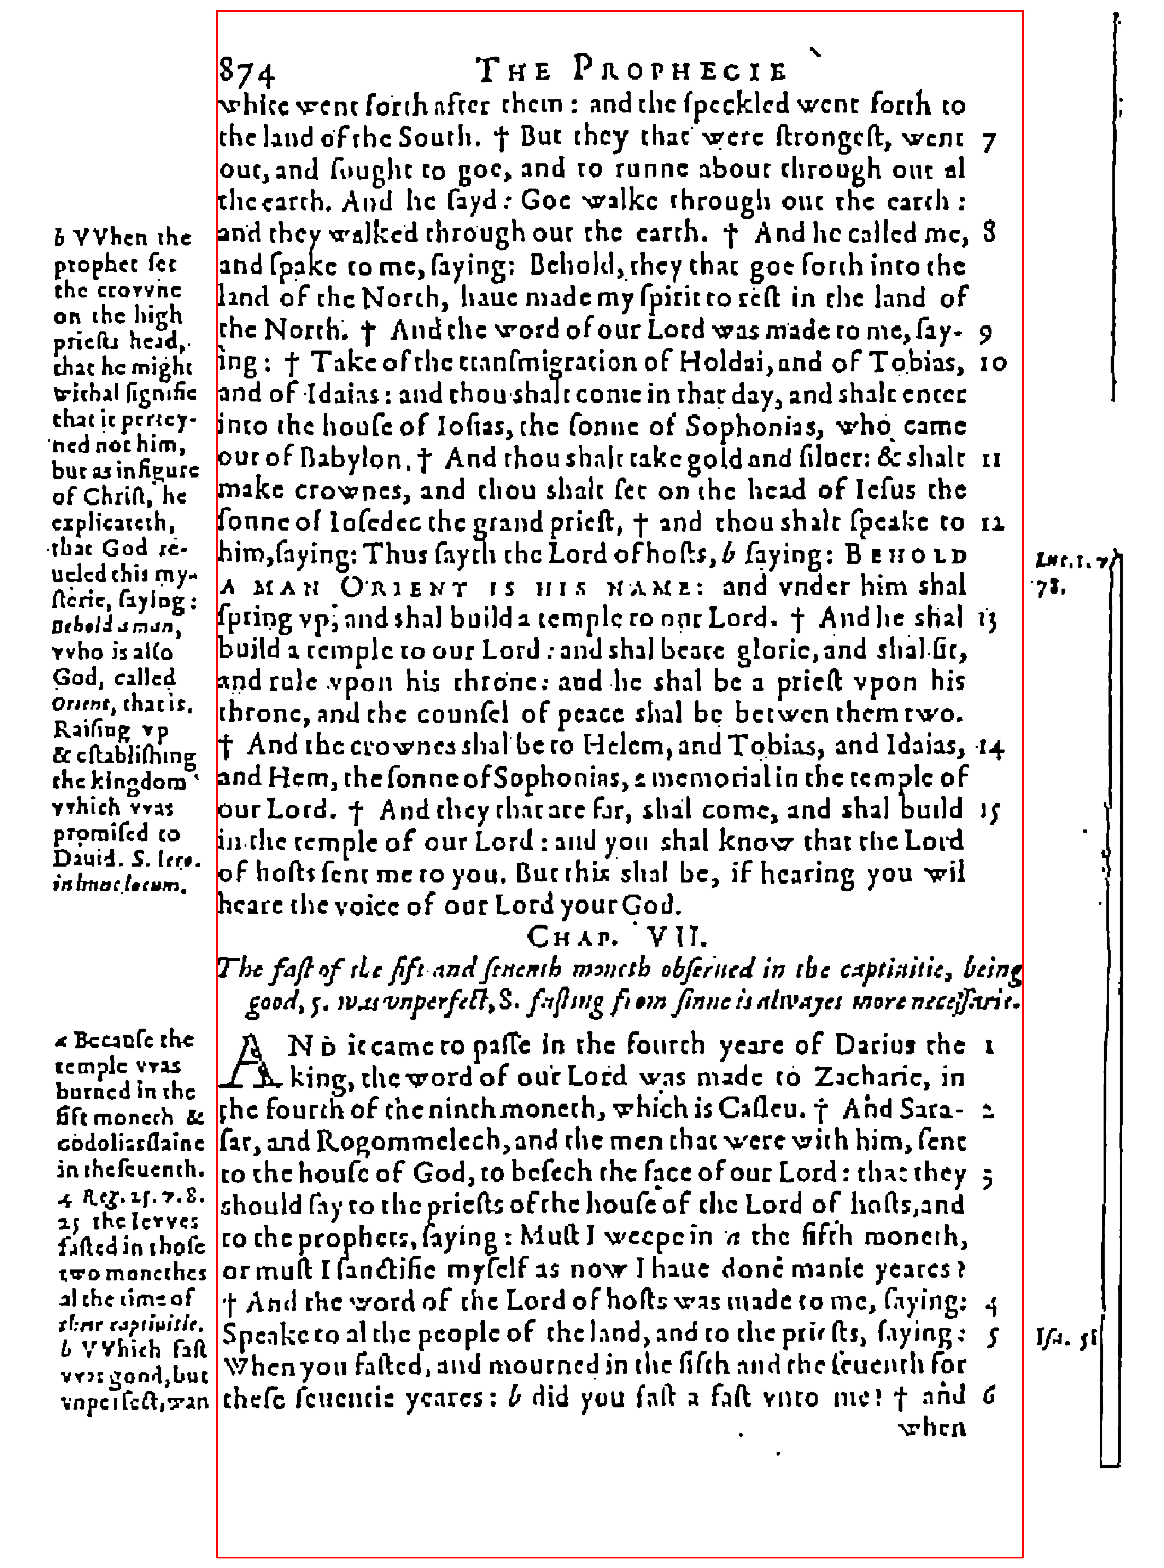 874 THE PROPHECIE
white went forth after them: and the ſpeckled went forth to
the land of the South. † But they that were ſtrongeſt, went 7
out, and ſought to goe, and to runne about through out al
the earth. And he ſayd: Goe walke through out the earth:
and they walked through out the earth. † And he called me, 8
and ſpake to me, ſaying: Behold, they that goe forth into the
land of the North, haue made my ſpirit to reſt in the land of
the North. † And the word of our Lord was made to me, ſay- 9
ing: † Take of the tranſmigration of Holdai, and of Tobias, 10
and of Idaias: and thou shalt come in that day, and shalt enter
into the houſe of Ioſias, the ſonne of Sophonias, who came
out of Babylon. † And thou shalt take gold and ſiluer: & shalt 11
make crownes, and thou shalt ſet on the head of Ieſus the
ſonne of Ioſedec the grand prieſt, † and thou shalt ſpeake to 12
him, ſaying: Thus ſayth the Lord of hoſts, b ſaying: BEHOLD
A MAN ORIENT IS HIS NAME: and vnder him shal
ſpring vp, and shal build a temple to our Lord. † And he shal 13
build a temple to our Lord: and shal beare glorie, and shal ſit,
and rule vpon his throne: and he shal be a prieſt vpon his
throne, and the counſel of peace shal be betwen them two.
† And the crownes shal be to Helem, and Tobias, and Idaias, 14
and Hem, the ſonne of Sophonias, a memorial in the temple of
our Lord. † And they that are far, shal come, and shal build 15
in the temple of our Lord: and you shal know that the Lord
of hoſts ſent me to you. But this shal be, if hearing you wil
heare the voice of our Lord your God.
CHAP. VII.
The faſt of the fift and ſeuenth moneth obſerued in the captiuitie, being
good, 5. was vnperfect, 8. faſting from ſinne is alwayes more neceſſarie.
AND it came to paſſe in the fourth yeare of Darius the 1
king, the word of our Lord was made to Zacharie, in
the fourth of the ninth moneth, which is Caſleu. † And Sara- 2
ſar, and Rogommelech, and the men that were with him, ſent
to the houſe of God, to beſech the face of our Lord: that they 3
should ſay to the prieſts of the houſe of the Lord of hoſts, and
to the prophets, ſaying: Muſt I weepe in a the fifth moneth,
or muſt I ſanctifie myſelf as now I haue done manie yeares?
† And the word of the Lord of hoſts was made to me, ſaying: 4
Speake to al the people of the land, and to the prieſts, ſaying: 5
When you faſted, and mourned in the fifth and the ſeuenth for
theſe ſeuentie yeares: b did you faſt a faſt vnto me? † and 6
when
b VVhen the
prophet ſet
the crovvne
on the high
prieſts head,
that he might
withal ſignifie
that it pertey-
ned not him,
but as in figure
of Chriſt, he
explicateth,
that God re-
ueled this my-
ſterie, ſaying:
Behold a man,
vvho is alſo
God, called
Orient, that is.
Raiſing vp
& eſtabliſhing
the kingdom
vvhich vvas
promiſed to
Dauid. S. Iero.
in hunc locum.
a Becauſe the
temple vvas
burned in the
fift moneth &
Godolias ſlaine
in the ſeuenth.
4 Reg. 25. v. 8.
25 the Ievves
faſted in thoſe
two monethes
al the time of
their captiuitie.
b VVhich faſt
vvas good, but
vnperfect, wan
Luc. 1. v.
78.
Iſa. 58